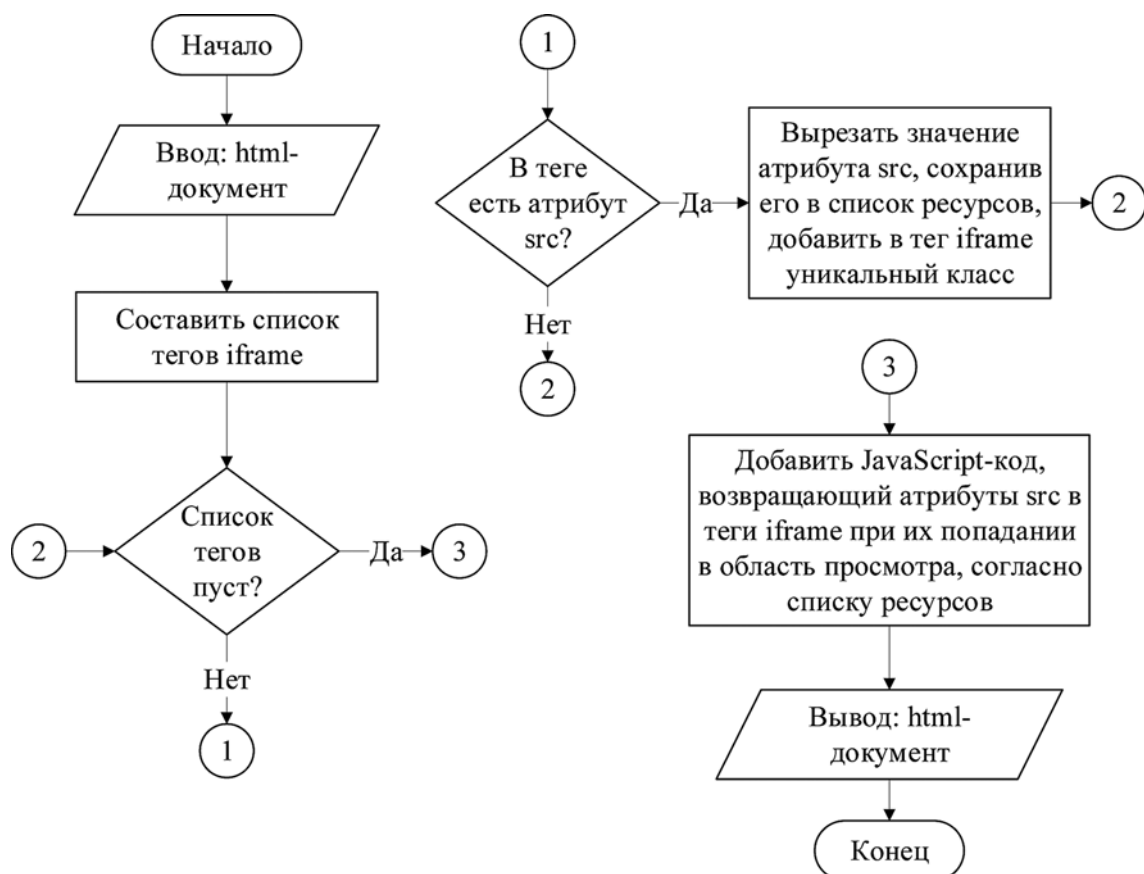 Начало
Ввод: html-
документ
Составить список
тегов iframe
2
Список
тегов
пуст?
Да
3
Нет
1
1
В теге
есть атрибут
src?
Да
Вырезать значение
атрибута src, сохранив
его в список ресурсов,
добавить в тег iframe
уникальный класс
2
Нет
2
3
Добавить JavaScript-код,
возвращающий атрибуты src в
теги iframe при их попадании
в область просмотра, согласно
списку ресурсов
Вывод: html-
документ
Конец